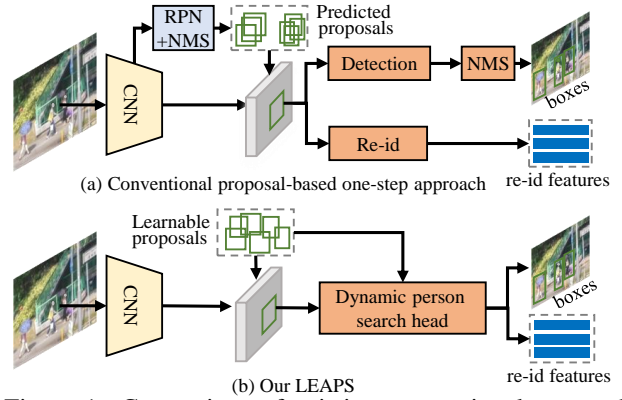 RPN
+NMS
Predicted
proposals
CNN
Detection
NMS
boxes
Re-id
re-id features
(a) Conventional proposal-based one-step approach
Learnable
proposals
CNN
Dynamic person
search head
boxes
re-id features
(b) Our LEAPS